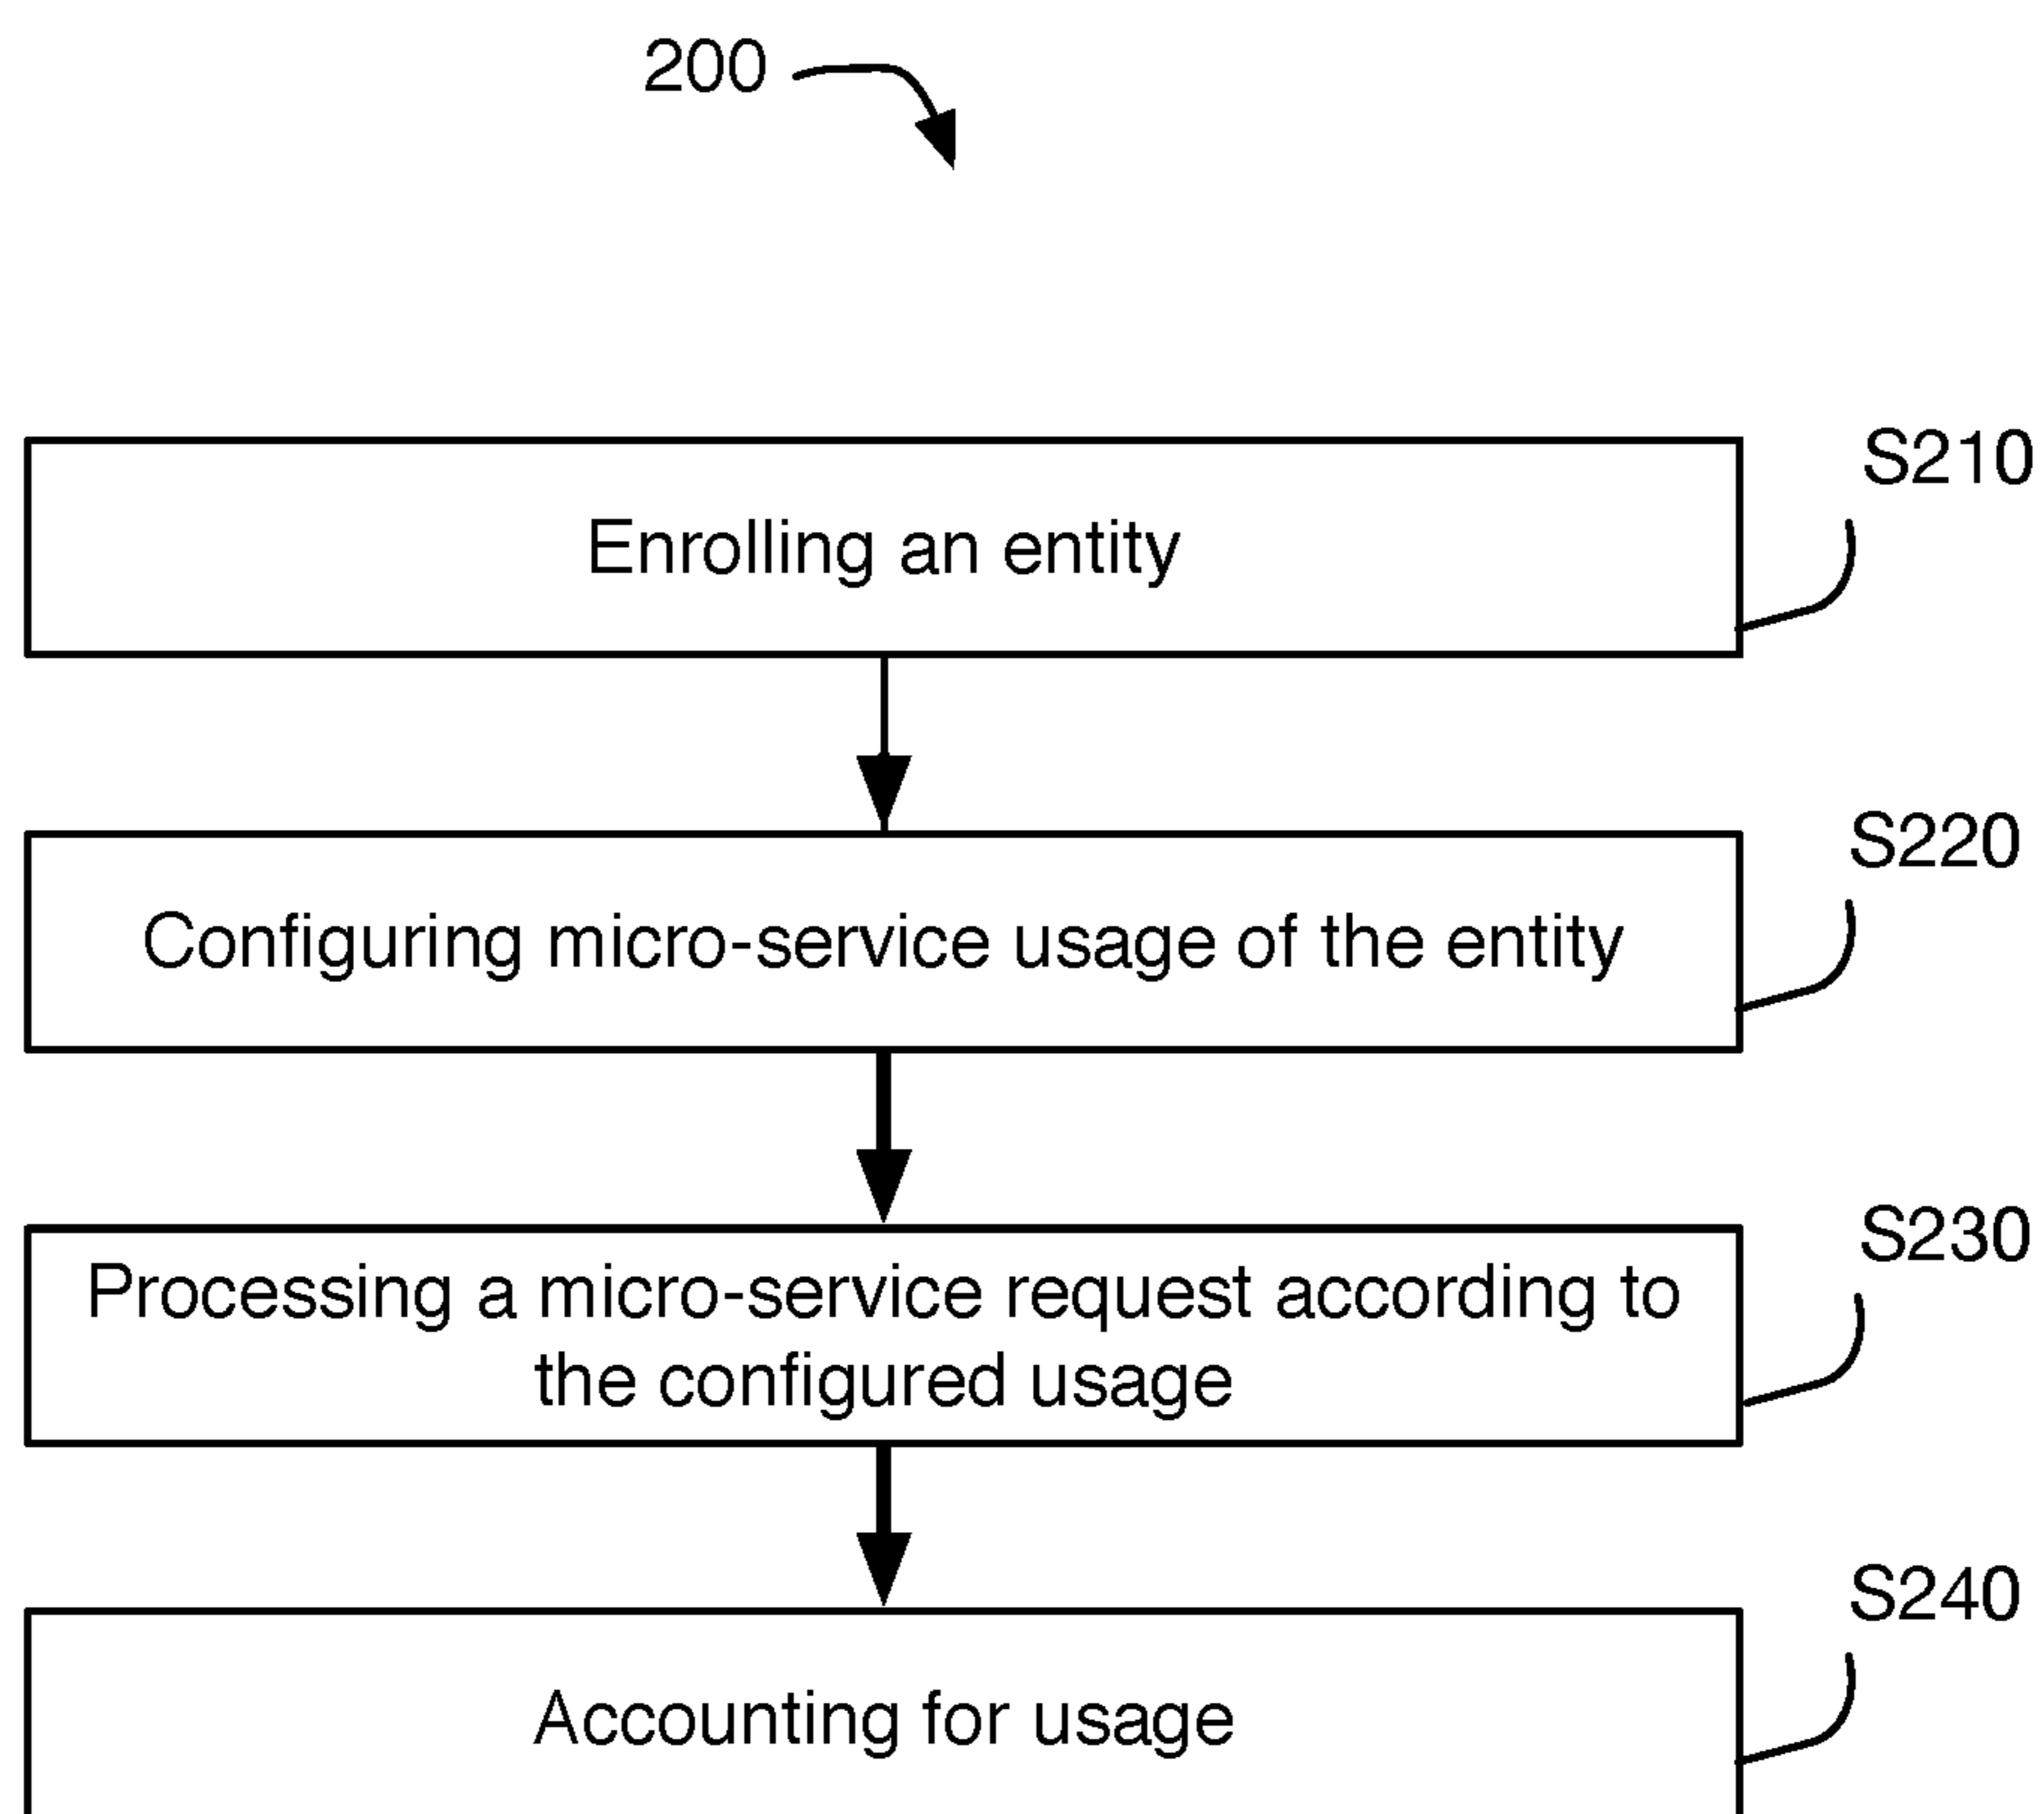 200
S210
Enrolling an entity
S220
Configuring micro-service usage of the entity
S230
Processing a micro-service request according to
the configured usage
S240
Accounting for usage